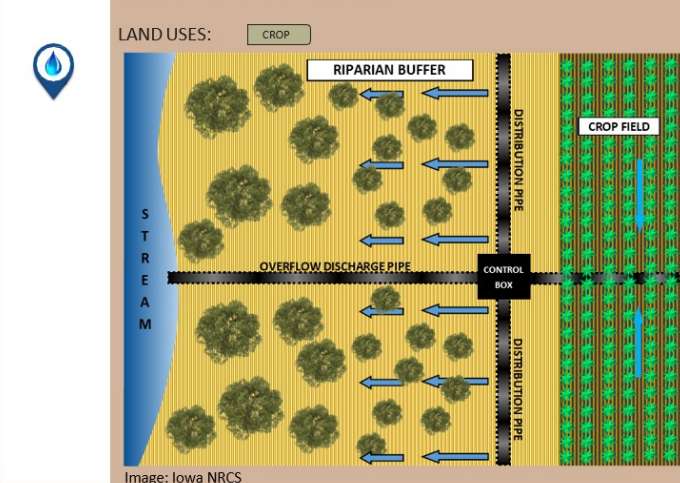 LAND USES:
CROP
RIPARIAN BUFFER
DISTRIBUTION PIPE
CROP FIELD
STREAM
OVERFLOW DISCHARGE PIPE
CONTROL
BOX
DISTRIBUTION PIPE
Image: Iowa NRCS